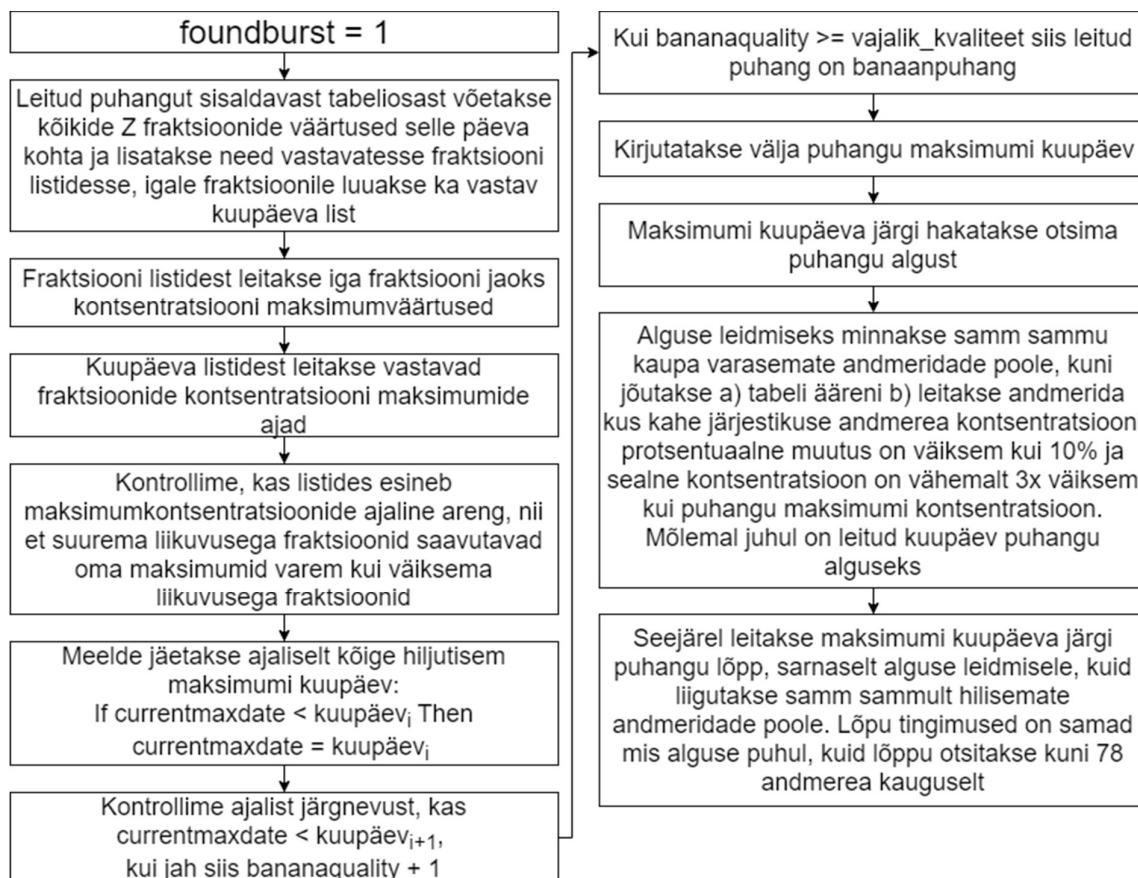 foundburst = 1
Leitud puhangut sisaldavast tabeliosast võetakse
kõikide Z fraktsioonide väärtused selle päeva
kohta ja lisatakse need vastavatesse fraktsiooni
listidesse, igale fraktsioonile luuakse ka vastav
kuupäeva list
Fraktsiooni listidest leitakse iga fraktsiooni jaoks
kontsentratsiooni maksimumväärtused
Kuupäeva listidest leitakse vastavad
fraktsioonide kontsentratsiooni maksimumide
ajad
Kontrollime, kas listides esineb
maksimumkontsentratsioonide ajaline areng, nii
et suurema liikuvusega fraktsioonid saavutavad
oma maksimumid varem kui väiksema
liikuvusega fraktsioonid
Meelde jäetakse ajaliselt kõige hiljutisem
maksimumi kuupäev:
If currentmaxdate < kuupäevᵢ Then
currentmaxdate = kuupäevᵢ
Kontrollime ajalist järgnevust, kas
currentmaxdate < kuupäevᵢ₊₁,
kui jah siis bananaquality + 1
Kui bananaquality >= vajalik_kvaliteet siis leitud
puhang on banaanpuhang
Kirjutatakse välja puhangu maksimumi kuupäev
Maksimumi kuupäeva järgi hakatakse otsima
puhangu algust
Alguse leidmiseks minnakse samm sammu
kaupa varasemate andmeridade poole, kuni
jõutakse a) tabeli ääreni b) leitakse andmerida
kus kahe järjestikuse andmerea kontsentratsioon
protsentuaalne muutus on väiksem kui 10% ja
sealne kontsentratsioon on vähemalt 3x väiksem
kui puhangu maksimumi kontsentratsioon.
Mõlemal juhul on leitud kuupäev puhangu
alguseks
Seejärel leitakse maksimumi kuupäeva järgi
puhangu lõpp, sarnaselt alguse leidmisele, kuid
liigutakse samm sammult hilisemate
andmeridade poole. Lõpu tingimused on samad
mis alguse puhul, kuid lõppu otsitakse kuni 78
andmerea kauguselt